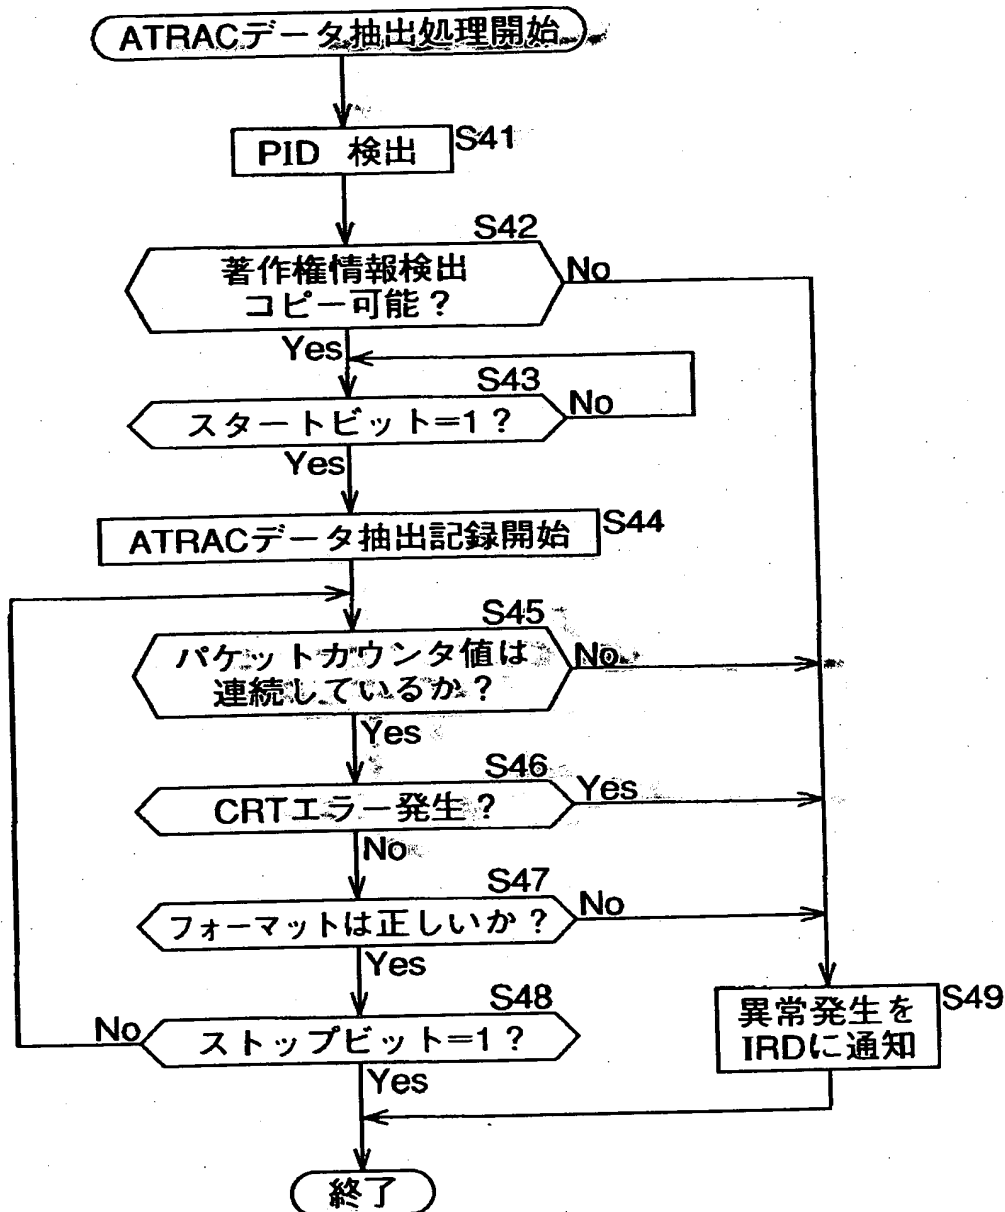 ATRACデータ抽出処理開始
PID 検出
S41
S42
著作権情報検出
コピー可能？
No
Yes
S43
スタートビット=1？
No
Yes
ATRACデータ抽出記録開始
S44
S45
パケットカウンタ値は
連続しているか？
No
Yes
S46
CRTエラー発生？
Yes
No
S47
フォーマットは正しいか？
No
Yes
S48
ストップビット=1？
No
Yes
異常発生を
IRDに通知
S49
終了